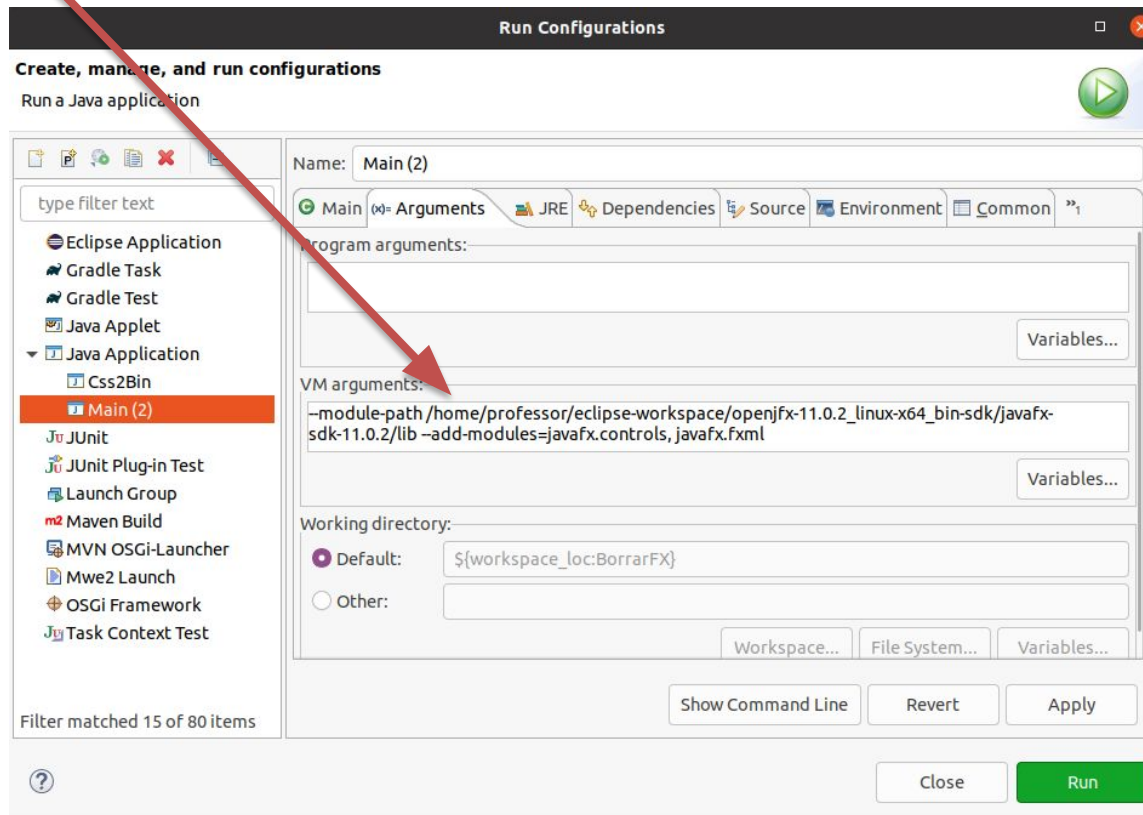 Run Configurations
Create, manage, and run configurations
Run a Java application
type filter text
Eclipse Application
Gradle Task
Gradle Test
Java Applet
Java Application
Css2Bin
Main (2)
JUnit
JUnit Plug-in Test
Launch Group
Maven Build
MVN OSGi-Launcher
Mwe2 Launch
OSGi Framework
Task Context Test
Filter matched 15 of 80 items
Name: Main (2)
Main (x)= Arguments JRE Dependencies Source Environment Common »1
Program arguments:
Variables...
VM arguments:
--module-path /home/professor/eclipse-workspace/openjfx-11.0.2_linux-x64_bin-sdk/javafx-
sdk-11.0.2/lib --add-modules=javafx.controls, javafx.fxml
Variables...
Working directory:
Default: ${workspace_loc:BorrarFX}
Other:
Workspace... File System... Variables...
Show Command Line Revert Apply
Close Run